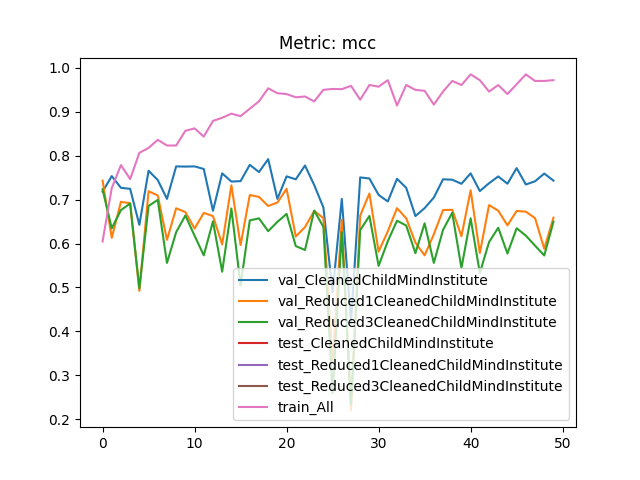 Metric: mcc
1.0
0.9
0.8
0.7
0.6
0.5
0.4
0.3
0.2
val_CleanedChildMindInstitute
val_Reduced1CleanedChildMindInstitute
val_Reduced3CleanedChildMindInstitute
test_CleanedChildMindInstitute
test_Reduced1CleanedChildMindInstitute
test_Reduced3CleanedChildMindInstitute
train_All
0 10 20 30 40 50